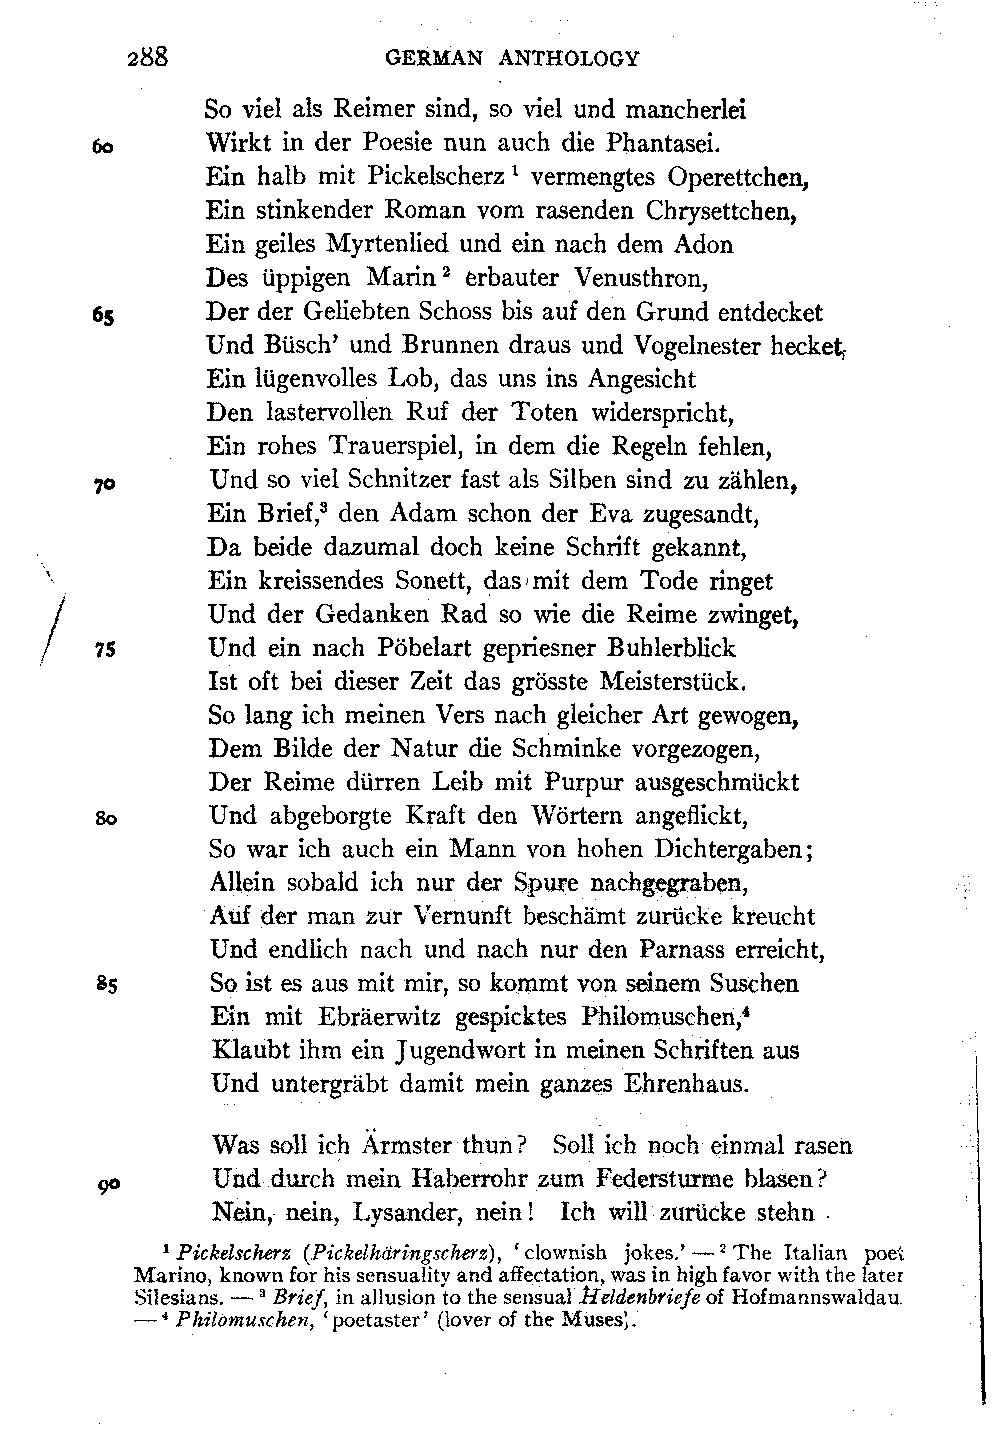 288 GERMAN ANTHOLOGY
So viel als Reimer sind, so viel und mancherlei
60 Wirkt in der Poesie nun auch die Phantasei.
Ein halb mit Pickelscherz¹ vermengtes Operettchen,
Ein stinkender Roman vom rasenden Chrysettchen,
Ein geiles Myrtenlied und ein nach dem Adon
Des üppigen Marin² erbauter Venusthron,
65 Der der Geliebten Schoss bis auf den Grund entdecket
Und Büsch' und Brunnen draus und Vogelnester hecket,
Ein lügenvolles Lob, das uns ins Angesicht
Den lastervollen Ruf der Toten widerspricht,
Ein rohes Trauerspiel, in dem die Regeln fehlen,
70 Und so viel Schnitzer fast als Silben sind zu zählen,
Ein Brief,³ den Adam schon der Eva zugesandt,
Da beide dazumal doch keine Schrift gekannt,
Ein kreissendes Sonett, das mit dem Tode ringet
Und der Gedanken Rad so wie die Reime zwinget,
75 Und ein nach Pöbelart gepriesner Buhlerblick
Ist oft bei dieser Zeit das grösste Meisterstück.
So lang ich meinen Vers nach gleicher Art gewogen,
Dem Bilde der Natur die Schminke vorgezogen,
Der Reime dürren Leib mit Purpur ausgeschmückt
80 Und abgeborgte Kraft den Wörtern angeflickt,
So war ich auch ein Mann von hohen Dichtergaben;
Allein sobald ich nur der Spure nachgegraben,
Auf der man zur Vernunft beschämt zurücke kreucht
Und endlich nach und nach nur den Parnass erreicht,
85 So ist es aus mit mir, so kommt von seinem Suschen
Ein mit Ebräerwitz gespicktes Philomuschen,⁴
Klaubt ihm ein Jugendwort in meinen Schriften aus
Und untergräbt damit mein ganzes Ehrenhaus.
Was soll ich Ärmster thun? Soll ich noch einmal rasen
90 Und durch mein Haberrohr zum Federsturme blasen?
Nein, nein, Lysander, nein! Ich will zurücke stehn
¹ Pickelscherz (Pickelhäringscherz), 'clownish jokes.' — ² The Italian poet
Marino, known for his sensuality and affectation, was in high favor with the later
Silesians. — ³ Brief, in allusion to the sensual Heldenbriefe of Hofmannswaldau.
— ⁴ Philomuschen, 'poetaster' (lover of the Muses).